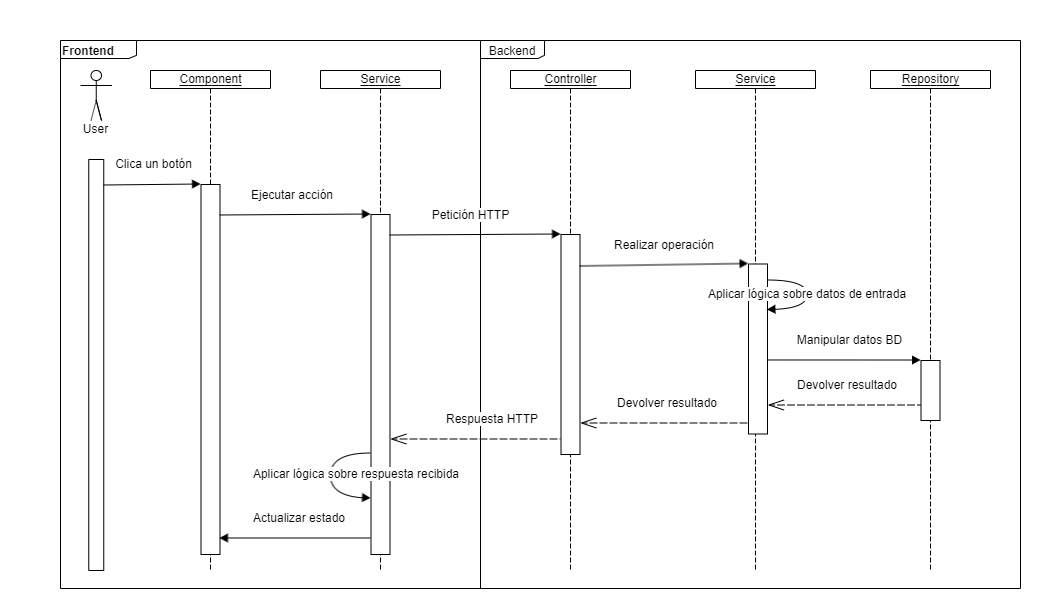 Frontend
Backend
User
Component
Service
Controller
Service
Repository
Clica un botón
Ejecutar acción
Petición HTTP
Realizar operación
Aplicar lógica sobre datos de entrada
Manipular datos BD
Devolver resultado
Devolver resultado
Respuesta HTTP
Aplicar lógica sobre respuesta recibida
Actualizar estado